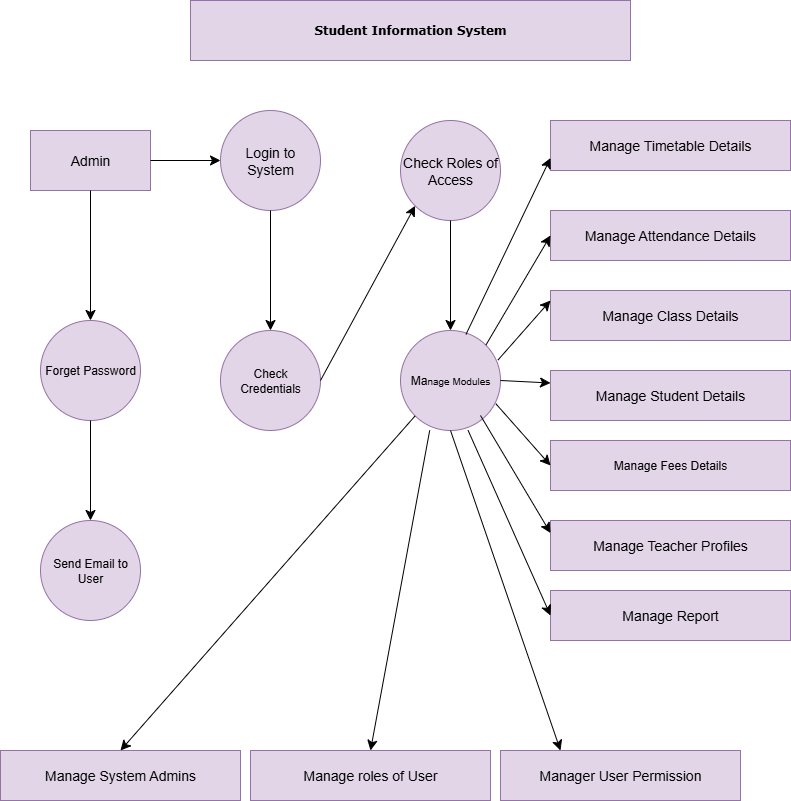 Student Information System
Admin
Login to
System
Check Roles of
Access
Manage Timetable Details
Manage Attendance Details
Manage Class Details
Forget Password
Check
Credentials
Manage Modules
Manage Student Details
Manage Fees Details
Send Email to
User
Manage Teacher Profiles
Manage Report
Manage System Admins
Manage roles of User
Manager User Permission